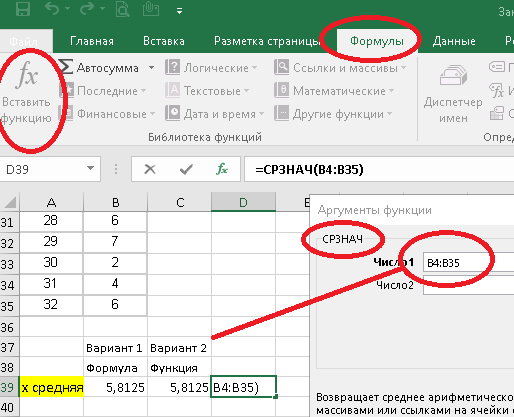 Зак
Файл Главная Вставка Разметка страницы Формулы Данные Р
fx Вставить функцию
Σ Автосумма Логические Ссылки и массивы
Последние Текстовые Математические
Финансовые Дата и время Другие функции
Диспетчер имен
Библиотека функций Опред
D39 fx =СРЗНАЧ(B4:B35)
A B C D E
Аргументы функции
31 28 6
32 29 7
СРЗНАЧ
33 30 2
Число1 B4:B35
34 31 4
Число2
35 32 6
36
37 Вариант 1 Вариант 2
38 Формула Функция
39 x средняя 5,8125 5,8125 B4:B35)
40
Возвращает среднее арифметическо
массивами или ссылками на ячейки